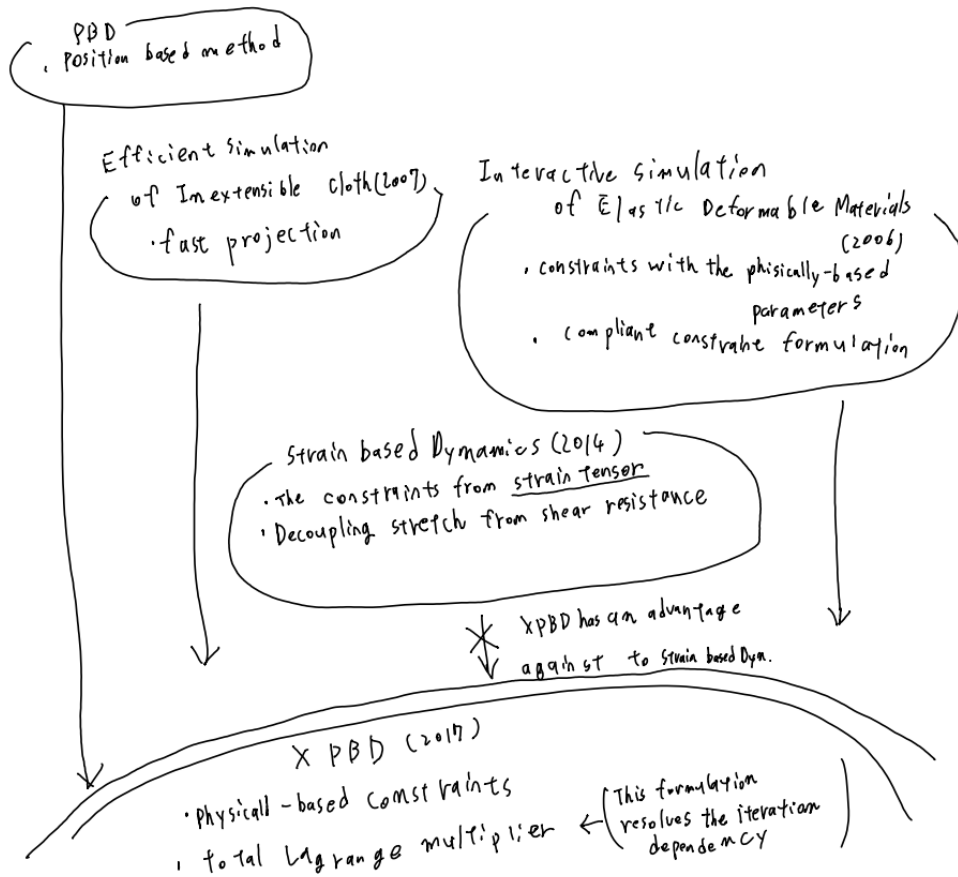 PBD
・Position based method
Efficient simulation
of Inextensible Cloth(2007)
・fast projection
Interactive simulation
of Elastic Deformable Materials
(2006)
・constraints with the phisically-based
parameters
・compliant constraint formulation
Strain based Dynamics (2014)
・The constraints from strain tensor
・Decoupling stretch from shear resistance
XPBD has an advantage
against to Strain based Dyn.
XPBD (2017)
・Physicall-based Constraints
・total Lagrange multiplier ← (This formulation
resolves the iteration
dependency)